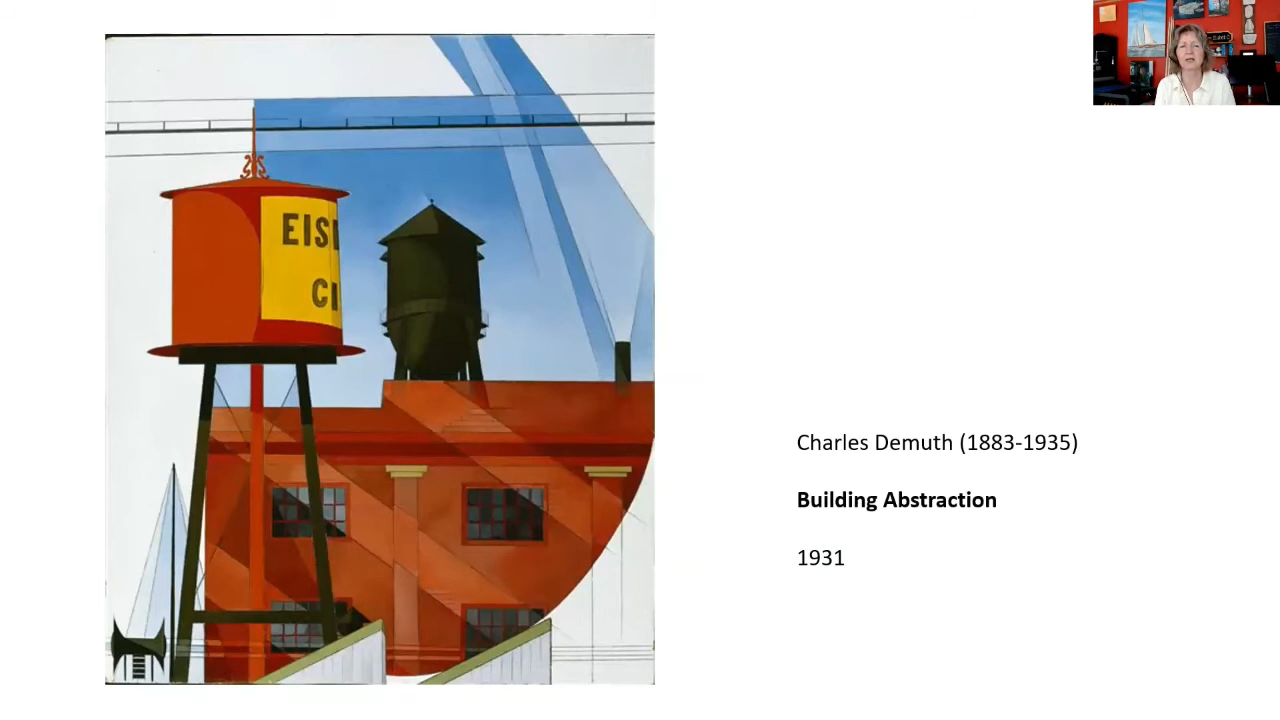 EIS
CI
Charles Demuth (1883-1935)
Building Abstraction
1931